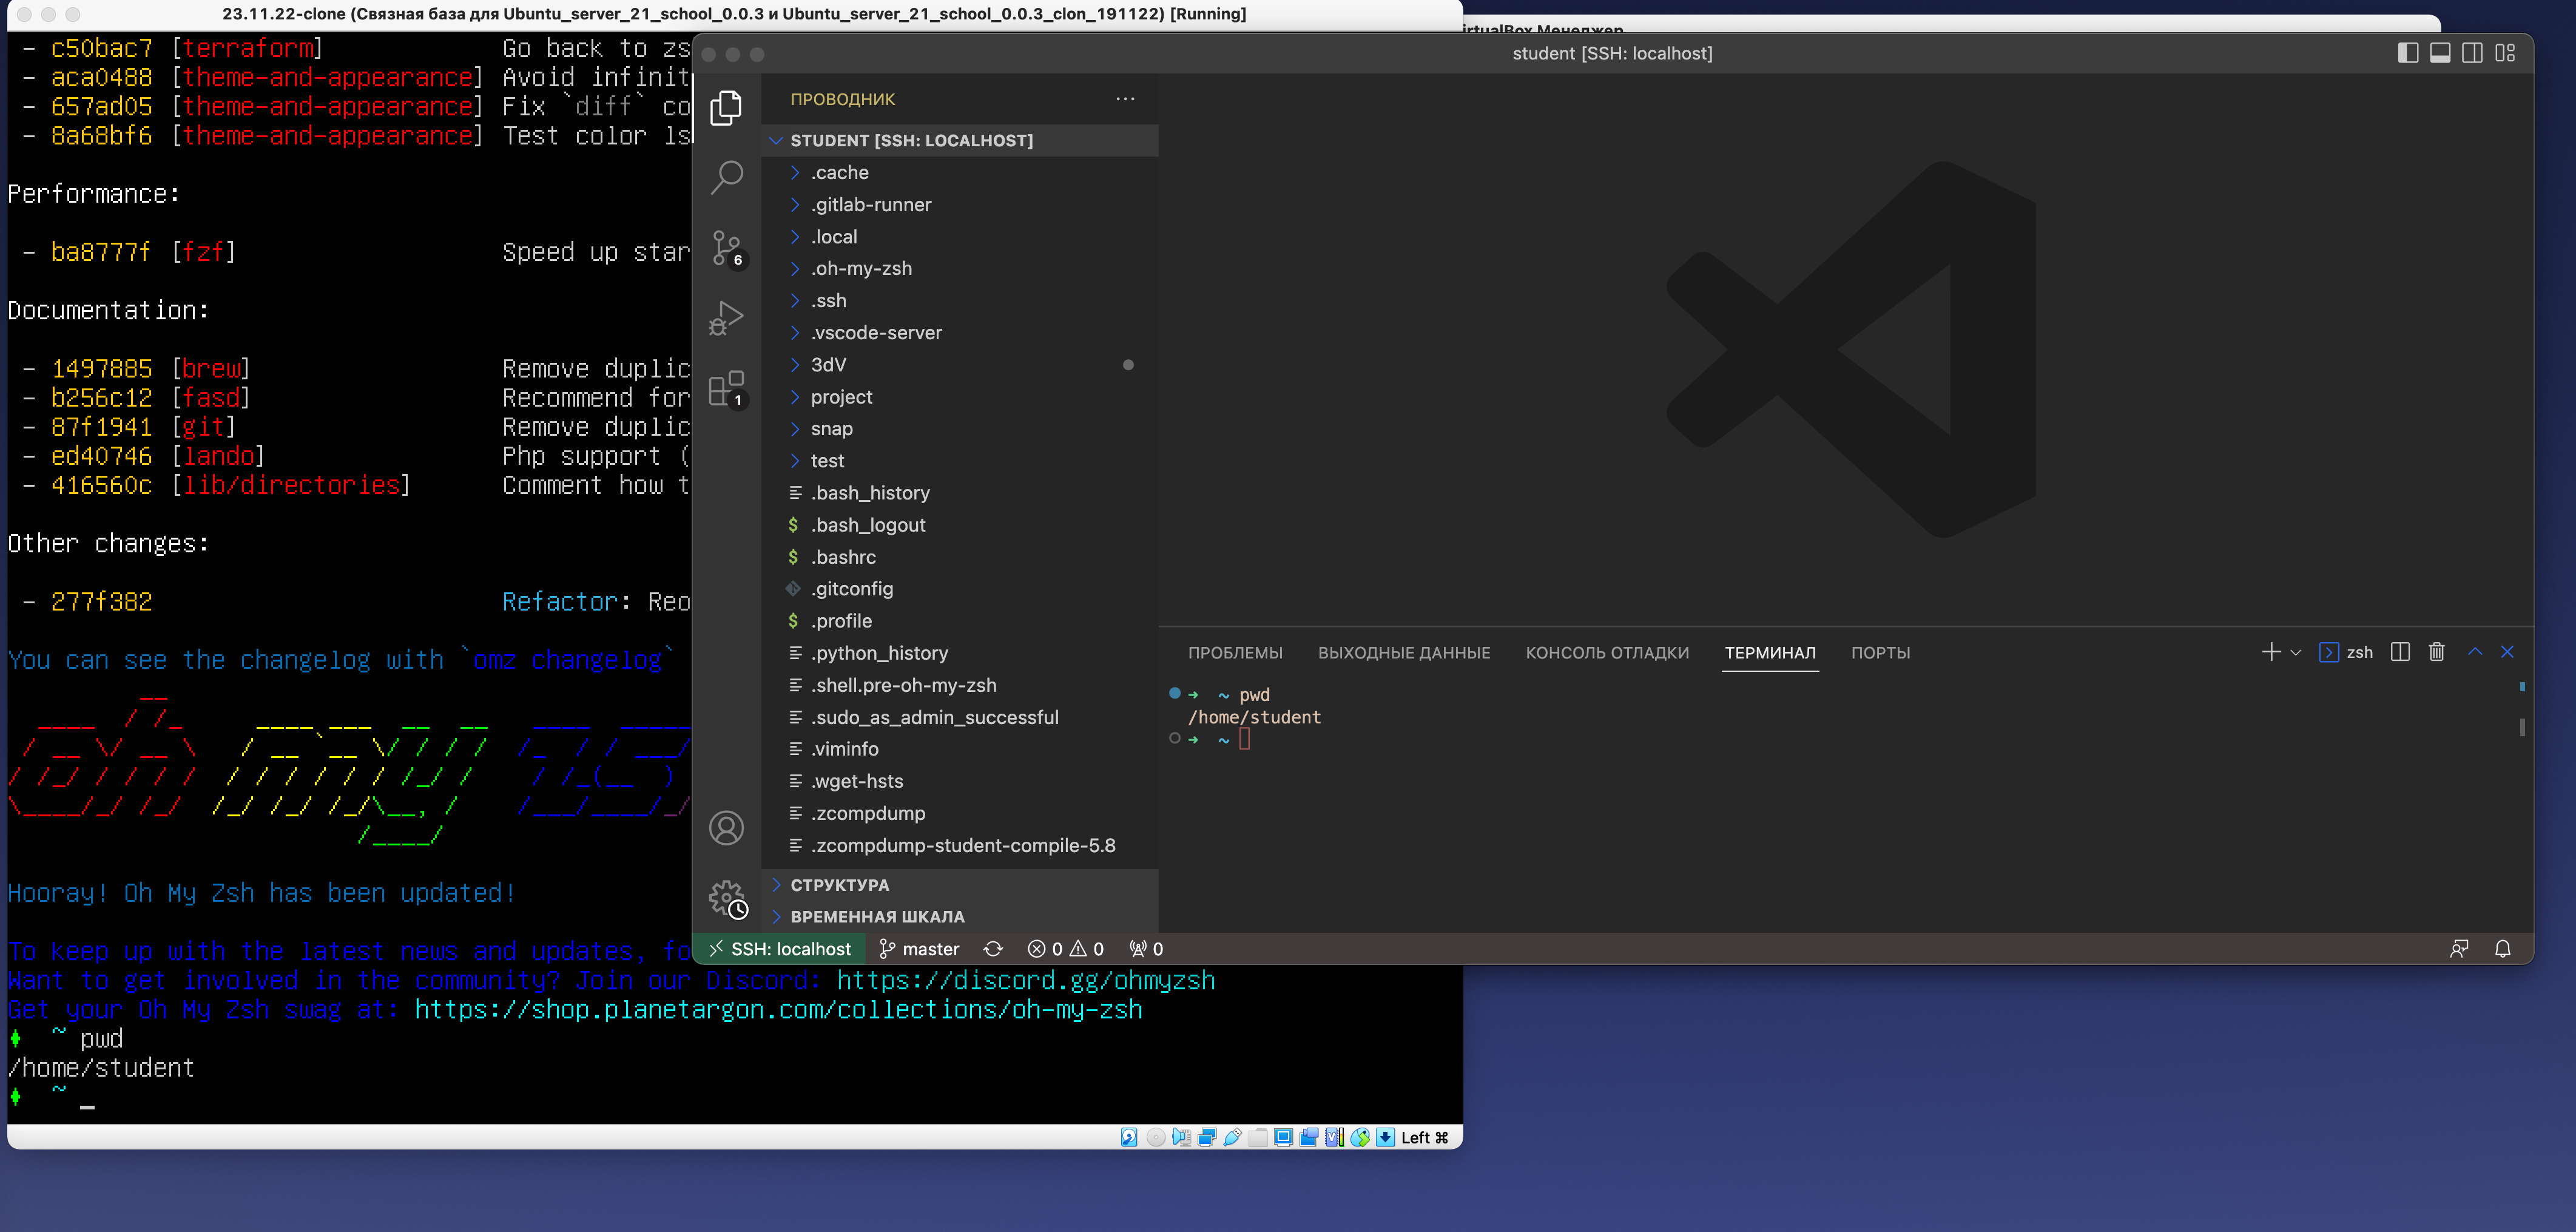 23.11.22-clone (Связная база для Ubuntu_server_21_school_0.0.3 и Ubuntu_server_21_school_0.0.3_clon_191122) [Running]
- c50bac7 [terraform] Go back to zs
- aca0488 [theme-and-appearance] Avoid infinit
- 657ad05 [theme-and-appearance] Fix `diff` co
- 8a68bf6 [theme-and-appearance] Test color ls
Performance:
- ba8777f [fzf] Speed up star
Documentation:
- 1497885 [brew] Remove duplic
- b256c12 [fasd] Recommend for
- 87f1941 [git] Remove duplic
- ed40746 [lando] Php support (
- 416560c [lib/directories] Comment how t
Other changes:
- 277f382 Refactor: Reo
You can see the changelog with `omz changelog`
oh my zs
Hooray! Oh My Zsh has been updated!
To keep up with the latest news and updates, fo
Want to get involved in the community? Join our Discord: https://discord.gg/ohmyzsh
Get your Oh My Zsh swag at: https://shop.planetargon.com/collections/oh-my-zsh
~ pwd
/home/student
~ _
Left ⌘
irtualBox Менеджер
student [SSH: localhost]
ПРОВОДНИК
STUDENT [SSH: LOCALHOST]
.cache
.gitlab-runner
.local
.oh-my-zsh
.ssh
.vscode-server
3dV
project
snap
test
.bash_history
$ .bash_logout
$ .bashrc
.gitconfig
$ .profile
.python_history
.shell.pre-oh-my-zsh
.sudo_as_admin_successful
.viminfo
.wget-hsts
.zcompdump
.zcompdump-student-compile-5.8
СТРУКТУРА
ВРЕМЕННАЯ ШКАЛА
6
1
ПРОБЛЕМЫ ВЫХОДНЫЕ ДАННЫЕ КОНСОЛЬ ОТЛАДКИ ТЕРМИНАЛ ПОРТЫ
zsh
➜ ~ pwd
/home/student
➜ ~
SSH: localhost master 0 0 0